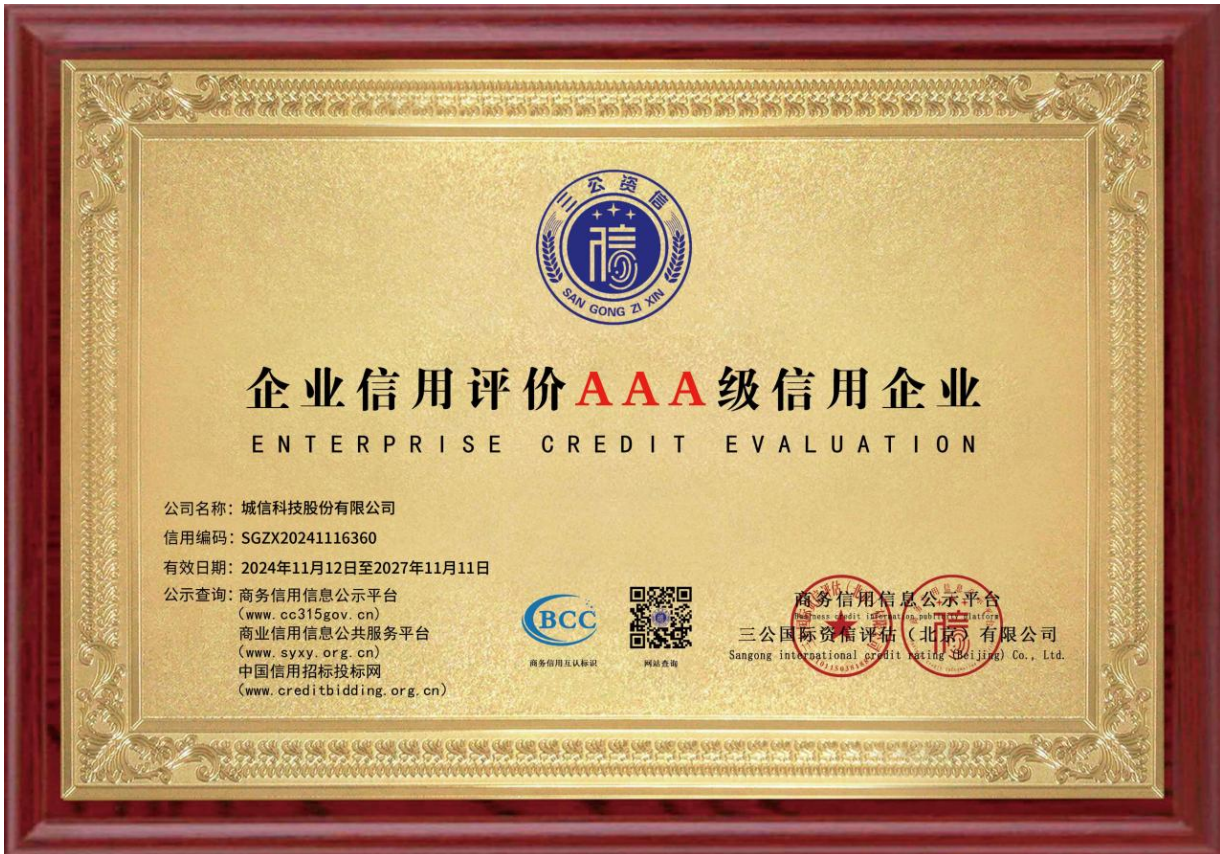 三公资信
信
SAN GONG ZI XIN
企业信用评价AAA级信用企业
ENTERPRISE CREDIT EVALUATION
公司名称：城信科技股份有限公司
信用编码：SGZX20241116360
有效日期：2024年11月12日至2027年11月11日
公示查询：商务信用信息公示平台
(www.cc315gov.cn)
商业信用信息公共服务平台
(www.syxy.org.cn)
中国信用招标投标网
(www.creditbidding.org.cn)
BCC
商务信用互认标识
网站查询
商务信用信息公示平台
Business credit information publicity platform
三公国际资信评估（北京）有限公司
Sangong international credit rating (Beijing) Co., Ltd.